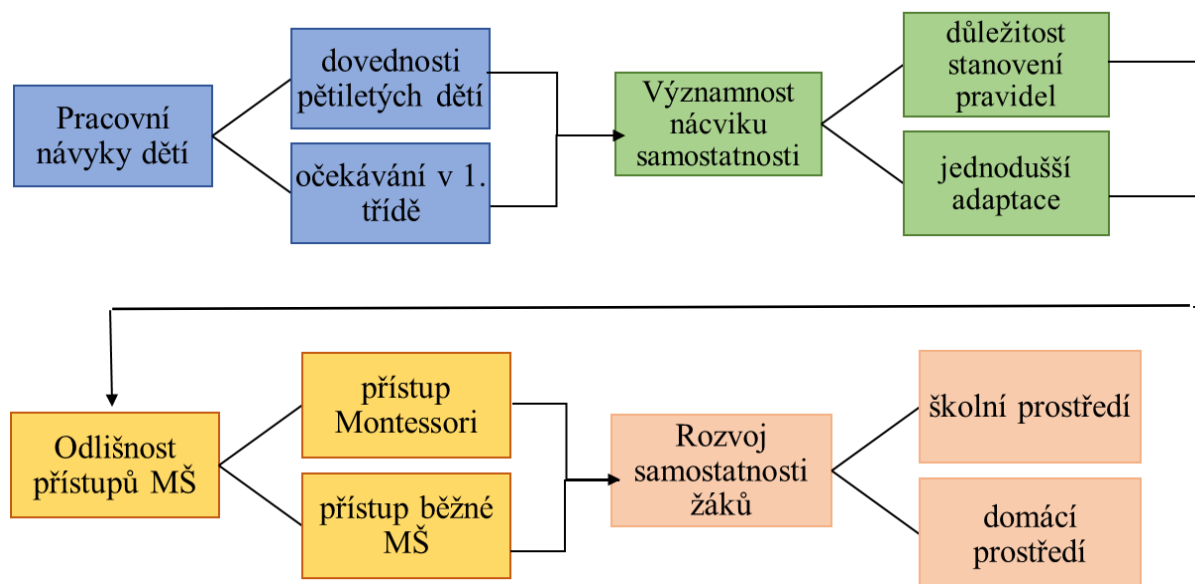 Pracovní
návyky dětí
dovednosti
pětiletých dětí
očekávání v 1.
třídě
Významnost
nácviku
samostatnosti
důležitost
stanovení
pravidel
jednodušší
adaptace
Odlišnost
přístupů MŠ
přístup
Montessori
přístup běžné
MŠ
Rozvoj
samostatnosti
žáků
školní prostředí
domácí
prostředí